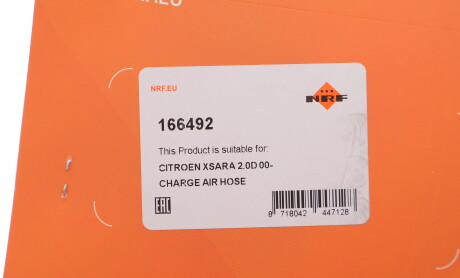 NRF.EU
NRF
166492
This Product is suitable for:
CITROEN XSARA 2.0D 00-
CHARGE AIR HOSE
EAC
8 718042 447128